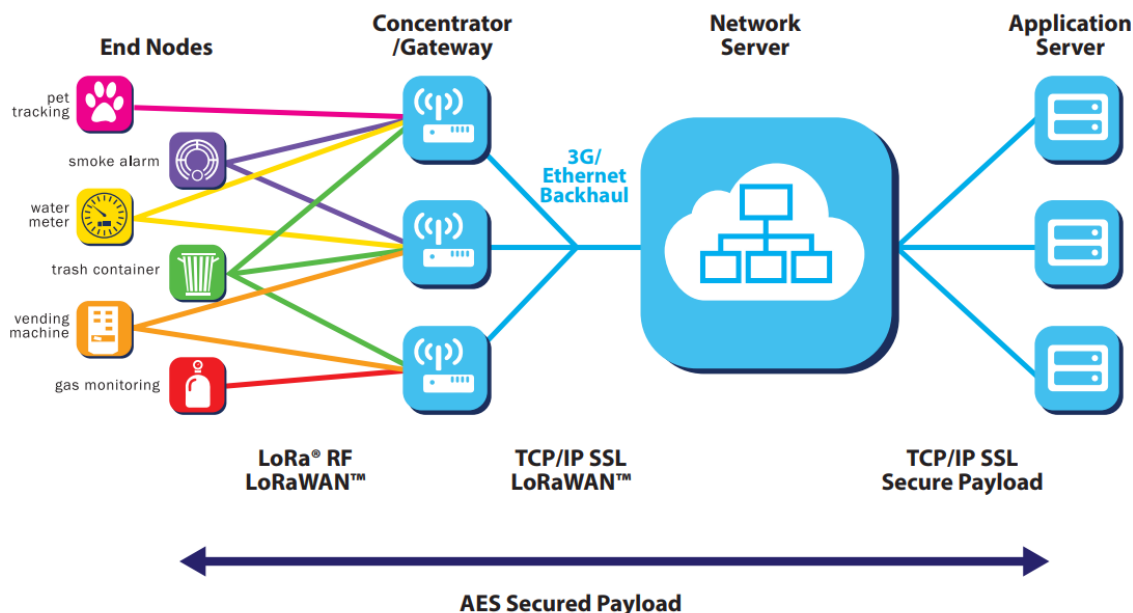 End Nodes
Concentrator
/Gateway
Network
Server
Application
Server
pet
tracking
smoke alarm
water
meter
trash container
vending
machine
gas monitoring
3G/
Ethernet
Backhaul
LoRa® RF
LoRaWAN™
TCP/IP SSL
LoRaWAN™
TCP/IP SSL
Secure Payload
AES Secured Payload